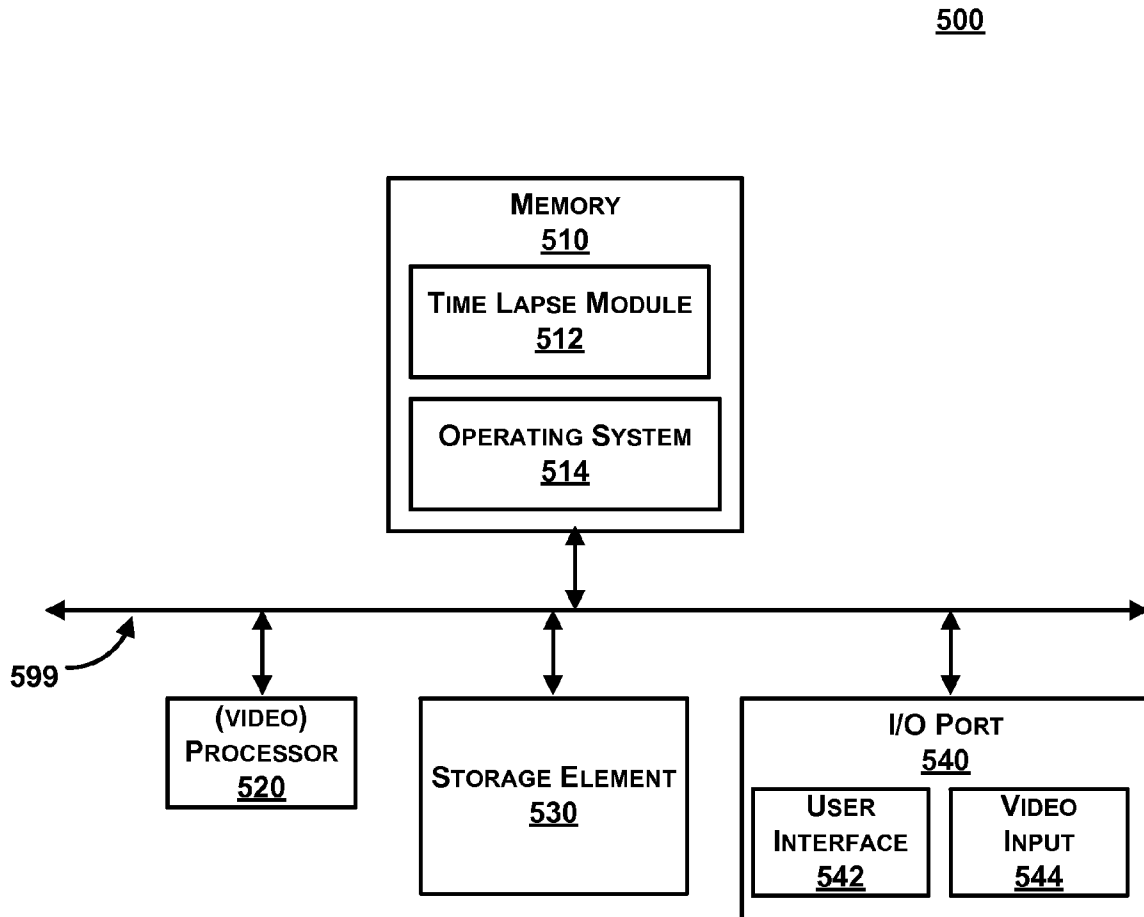 500
MEMORY
510
TIME LAPSE MODULE
512
OPERATING SYSTEM
514
599
(VIDEO)
PROCESSOR
520
STORAGE ELEMENT
530
I/O PORT
540
USER
INTERFACE
542
VIDEO
INPUT
544